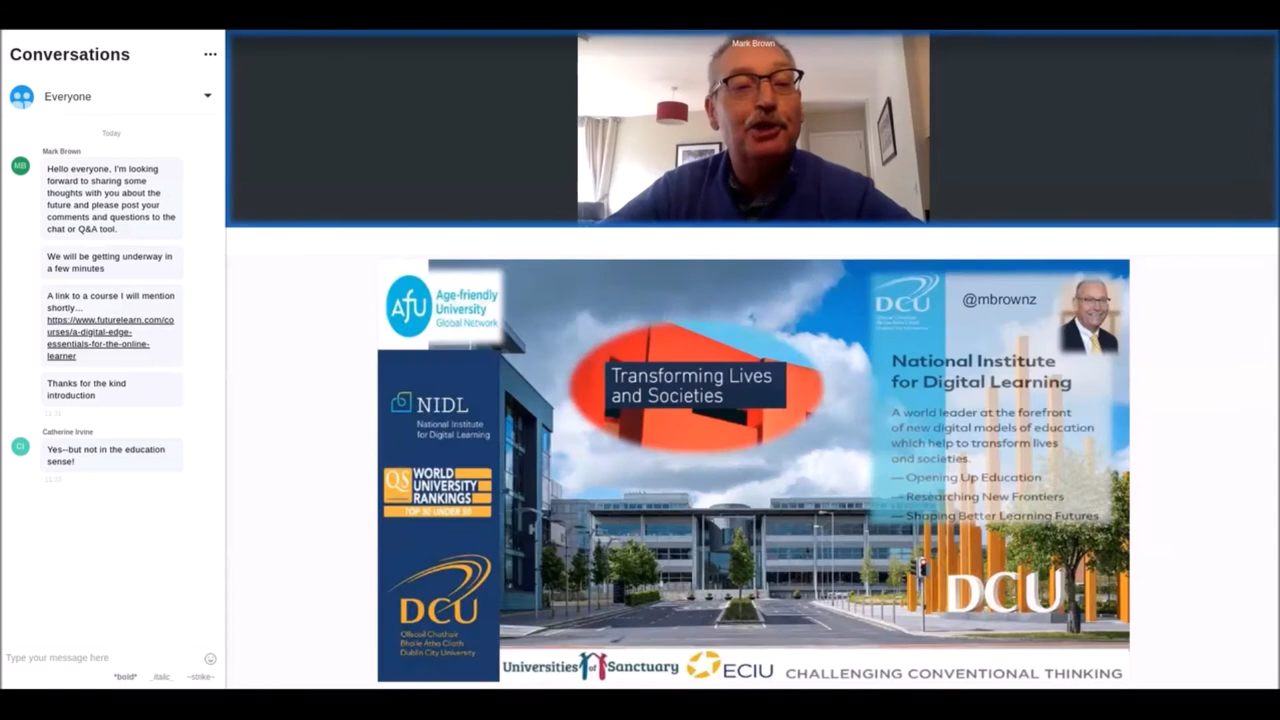 Conversations
Everyone
Today
Mark Brown
MB
Hello everyone, I'm looking
forward to sharing some
thoughts with you about the
future and please post your
comments and questions to the
chat or Q&A tool.
We will be getting underway in
a few minutes
A link to a course I will mention
shortly...
https://www.futurelearn.com/co
urses/a-digital-edge-
essentials-for-the-online-
learner
Thanks for the kind
introduction
11:31
Catherine Irvine
CI
Yes--but not in the education
sense!
11:33
Type your message here
*bold* _italic_ ~strike~
Mark Brown
AfU Age-friendly
University
Global Network
NIDL
National Institute
for Digital Learning
QS WORLD
UNIVERSITY
RANKINGS
TOP 50 UNDER 50
DCU
Ollscoil Chathair
Bhaile Átha Cliath
Dublin City University
Transforming Lives
and Societies
DCU
@mbrownz
National Institute
for Digital Learning
A world leader at the forefront
of new digital models of education
which help to transform lives
and societies.
— Opening Up Education
— Researching New Frontiers
— Shaping Better Learning Futures
DCU
Universities of Sanctuary
ECIU
CHALLENGING CONVENTIONAL THINKING